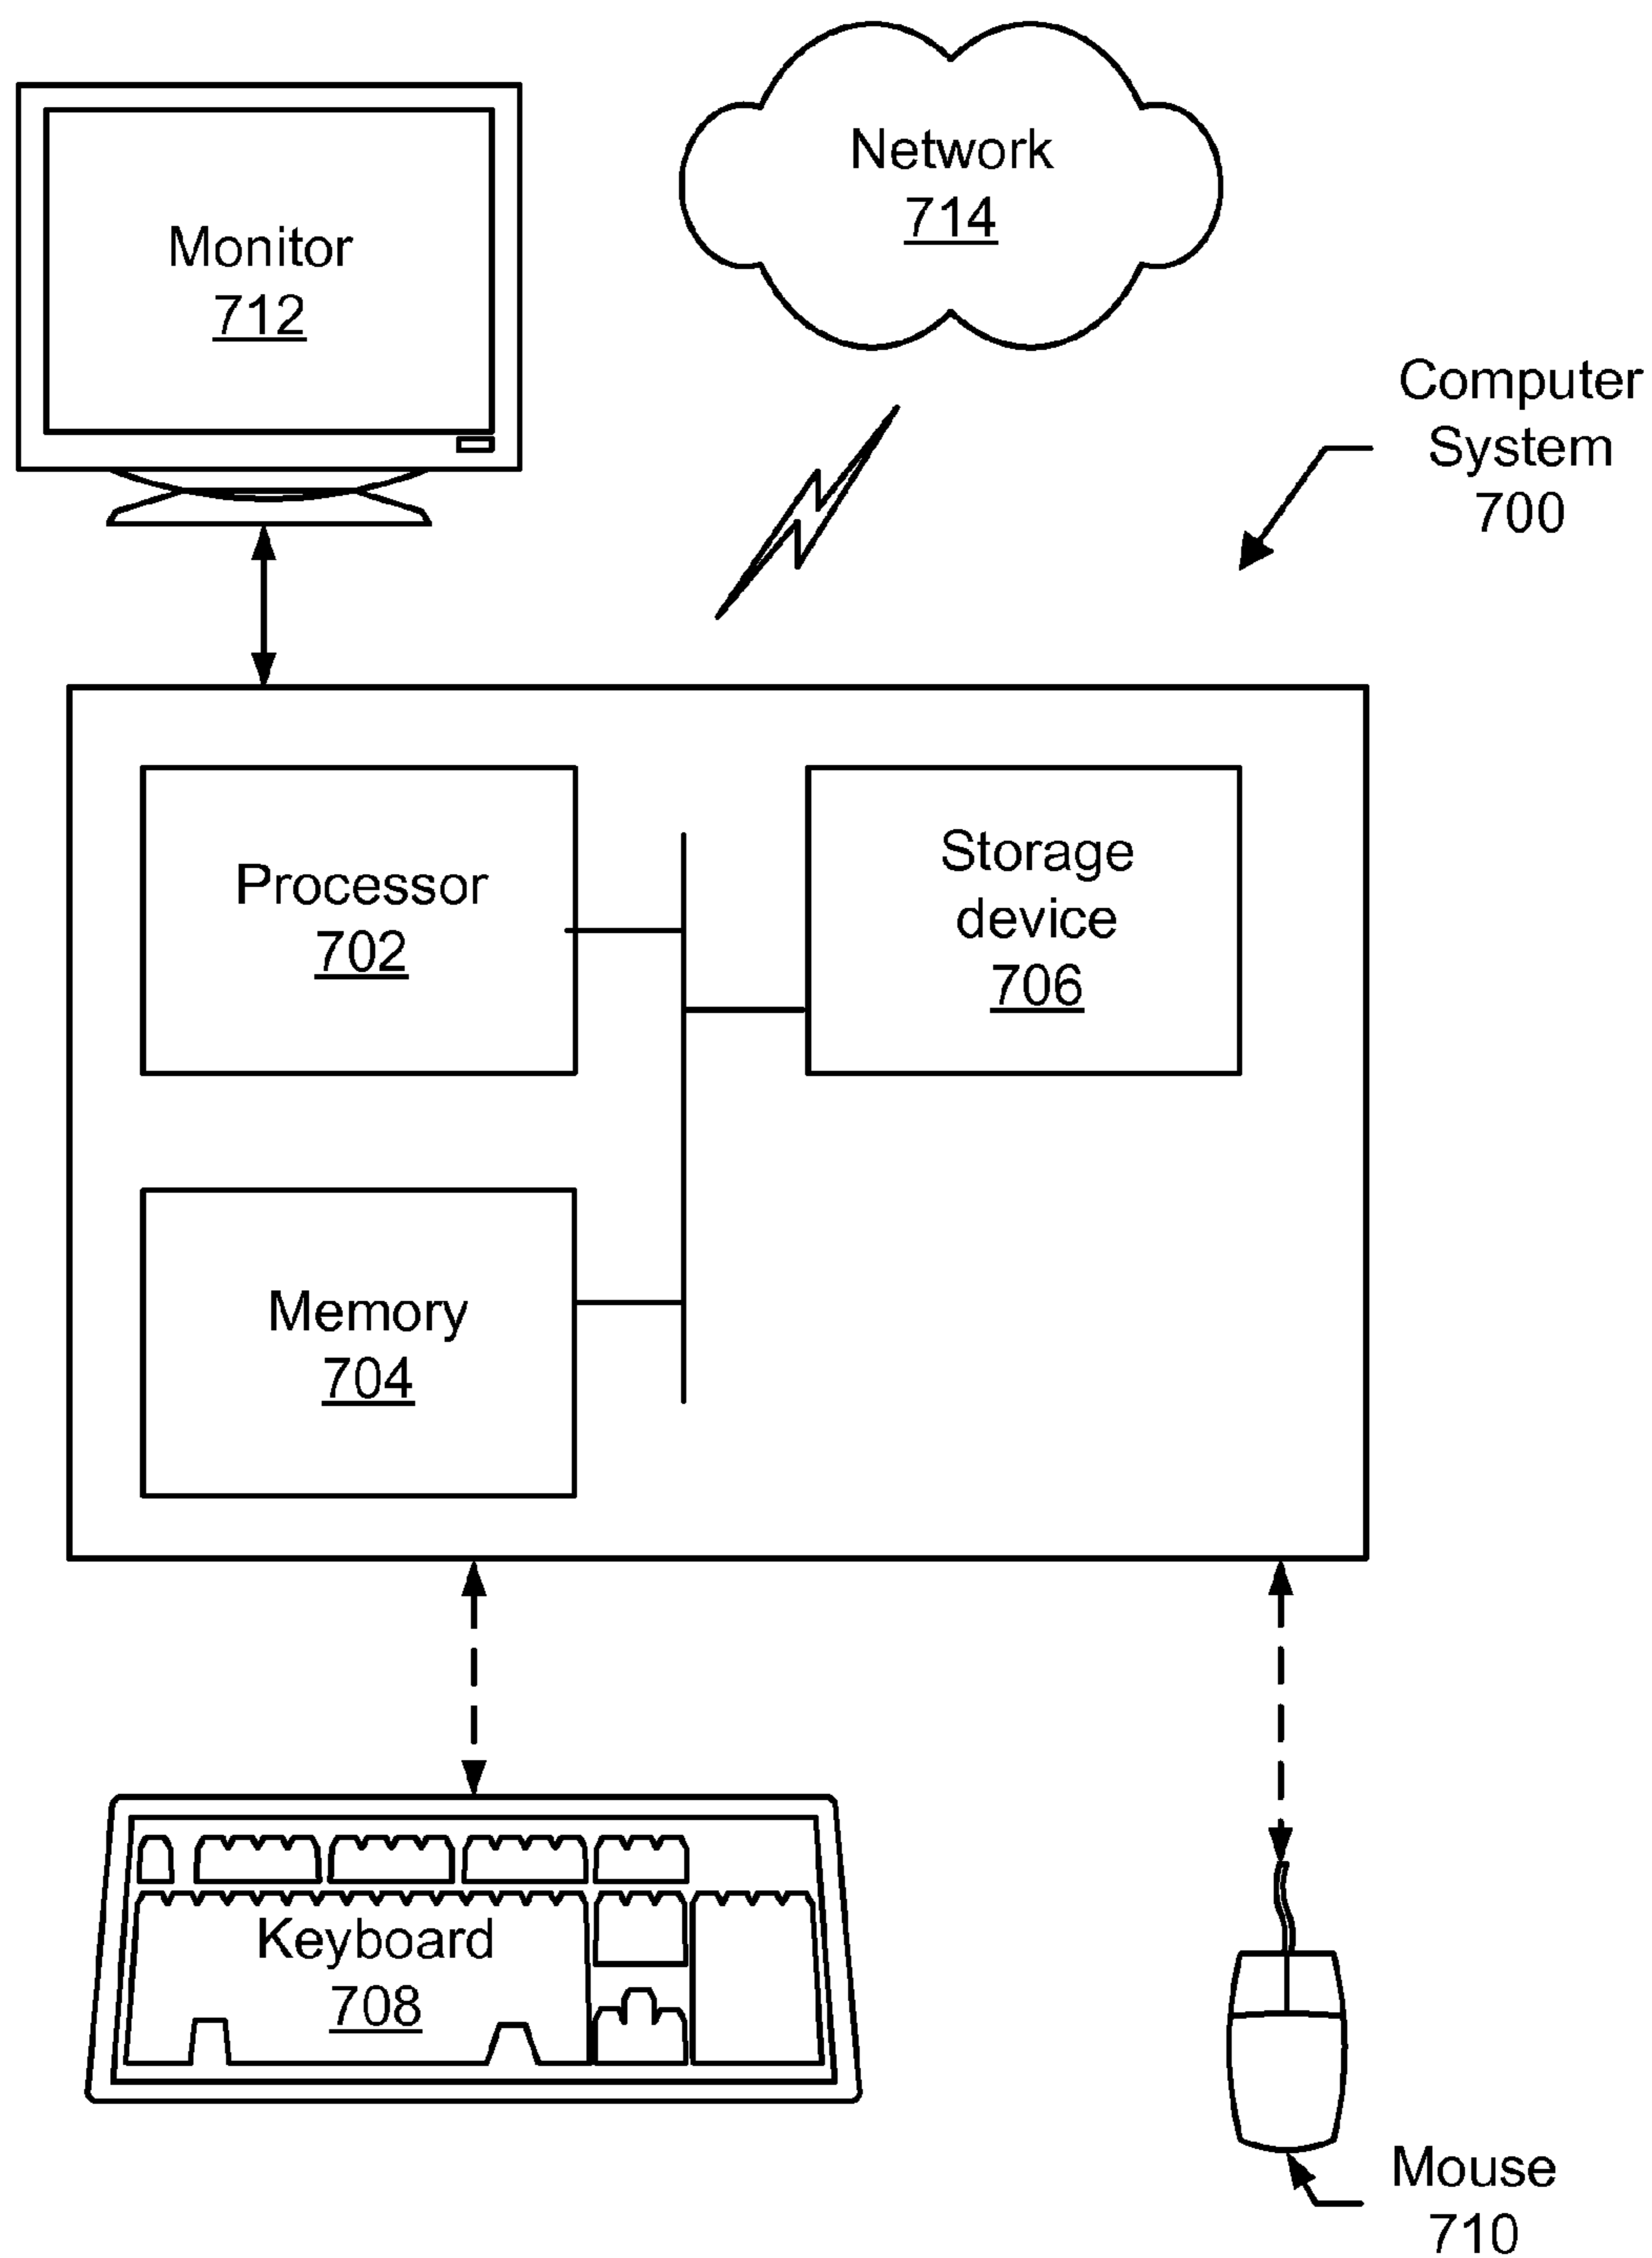 Network
714
Monitor
712
Computer
System
700
Processor
702
Storage
device
706
Memory
704
Keyboard
708
Mouse
710